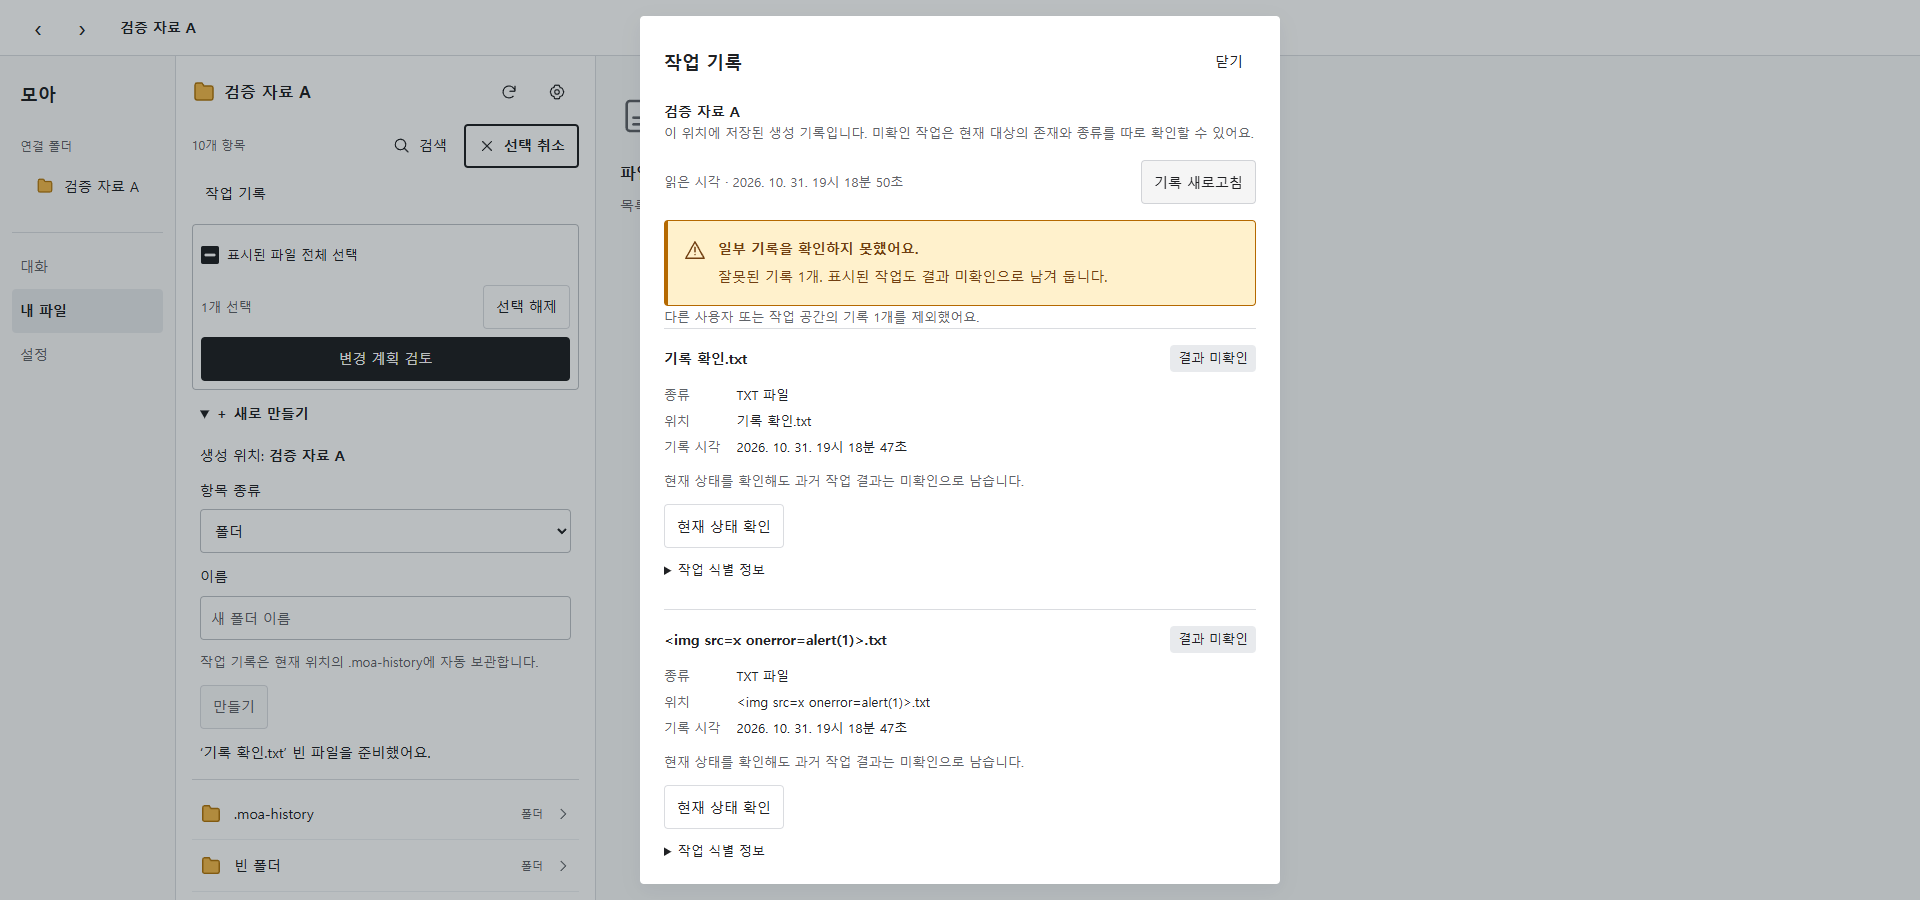 검증 자료 A
모아
연결 폴더
검증 자료 A
대화
내 파일
설정
검증 자료 A
10개 항목
검색
선택 취소
작업 기록
표시된 파일 전체 선택
1개 선택
선택 해제
변경 계획 검토
▼ + 새로 만들기
생성 위치: 검증 자료 A
항목 종류
폴더
이름
새 폴더 이름
작업 기록은 현재 위치의 .moa-history에 자동 보관합니다.
만들기
‘기록 확인.txt’ 빈 파일을 준비했어요.
.moa-history 폴더
빈 폴더 폴더
작업 기록
닫기
검증 자료 A
이 위치에 저장된 생성 기록입니다. 미확인 작업은 현재 대상의 존재와 종류를 따로 확인할 수 있어요.
읽은 시각 · 2026. 10. 31. 19시 18분 50초
기록 새로고침
일부 기록을 확인하지 못했어요.
잘못된 기록 1개. 표시된 작업도 결과 미확인으로 남겨 둡니다.
다른 사용자 또는 작업 공간의 기록 1개를 제외했어요.
기록 확인.txt
결과 미확인
종류 TXT 파일
위치 기록 확인.txt
기록 시각 2026. 10. 31. 19시 18분 47초
현재 상태를 확인해도 과거 작업 결과는 미확인으로 남습니다.
현재 상태 확인
▶ 작업 식별 정보
<img src=x onerror=alert(1)>.txt
결과 미확인
종류 TXT 파일
위치 <img src=x onerror=alert(1)>.txt
기록 시각 2026. 10. 31. 19시 18분 47초
현재 상태를 확인해도 과거 작업 결과는 미확인으로 남습니다.
현재 상태 확인
▶ 작업 식별 정보